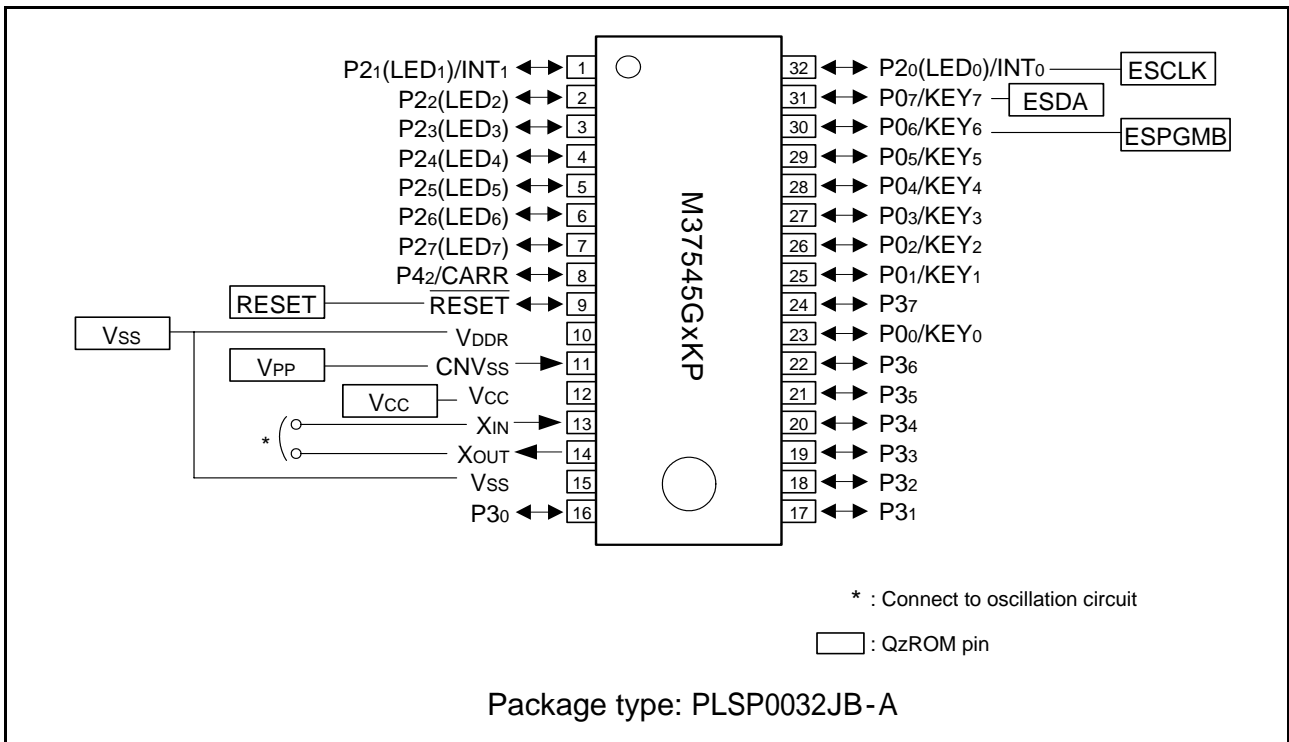 P21(LED1)/INT1 1
P22(LED2) 2
P23(LED3) 3
P24(LED4) 4
P25(LED5) 5
P26(LED6) 6
P27(LED7) 7
P42/CARR 8
RESET RESET 9
VSS VDDR 10
VPP CNVSS 11
VCC VCC 12
XIN 13
* XOUT 14
VSS 15
P30 16
M37545GxKP
32 P20(LED0)/INT0 ESCLK
31 P07/KEY7 ESDA
30 P06/KEY6 ESPGMB
29 P05/KEY5
28 P04/KEY4
27 P03/KEY3
26 P02/KEY2
25 P01/KEY1
24 P37
23 P00/KEY0
22 P36
21 P35
20 P34
19 P33
18 P32
17 P31
* : Connect to oscillation circuit
: QzROM pin
Package type: PLSP0032JB-A